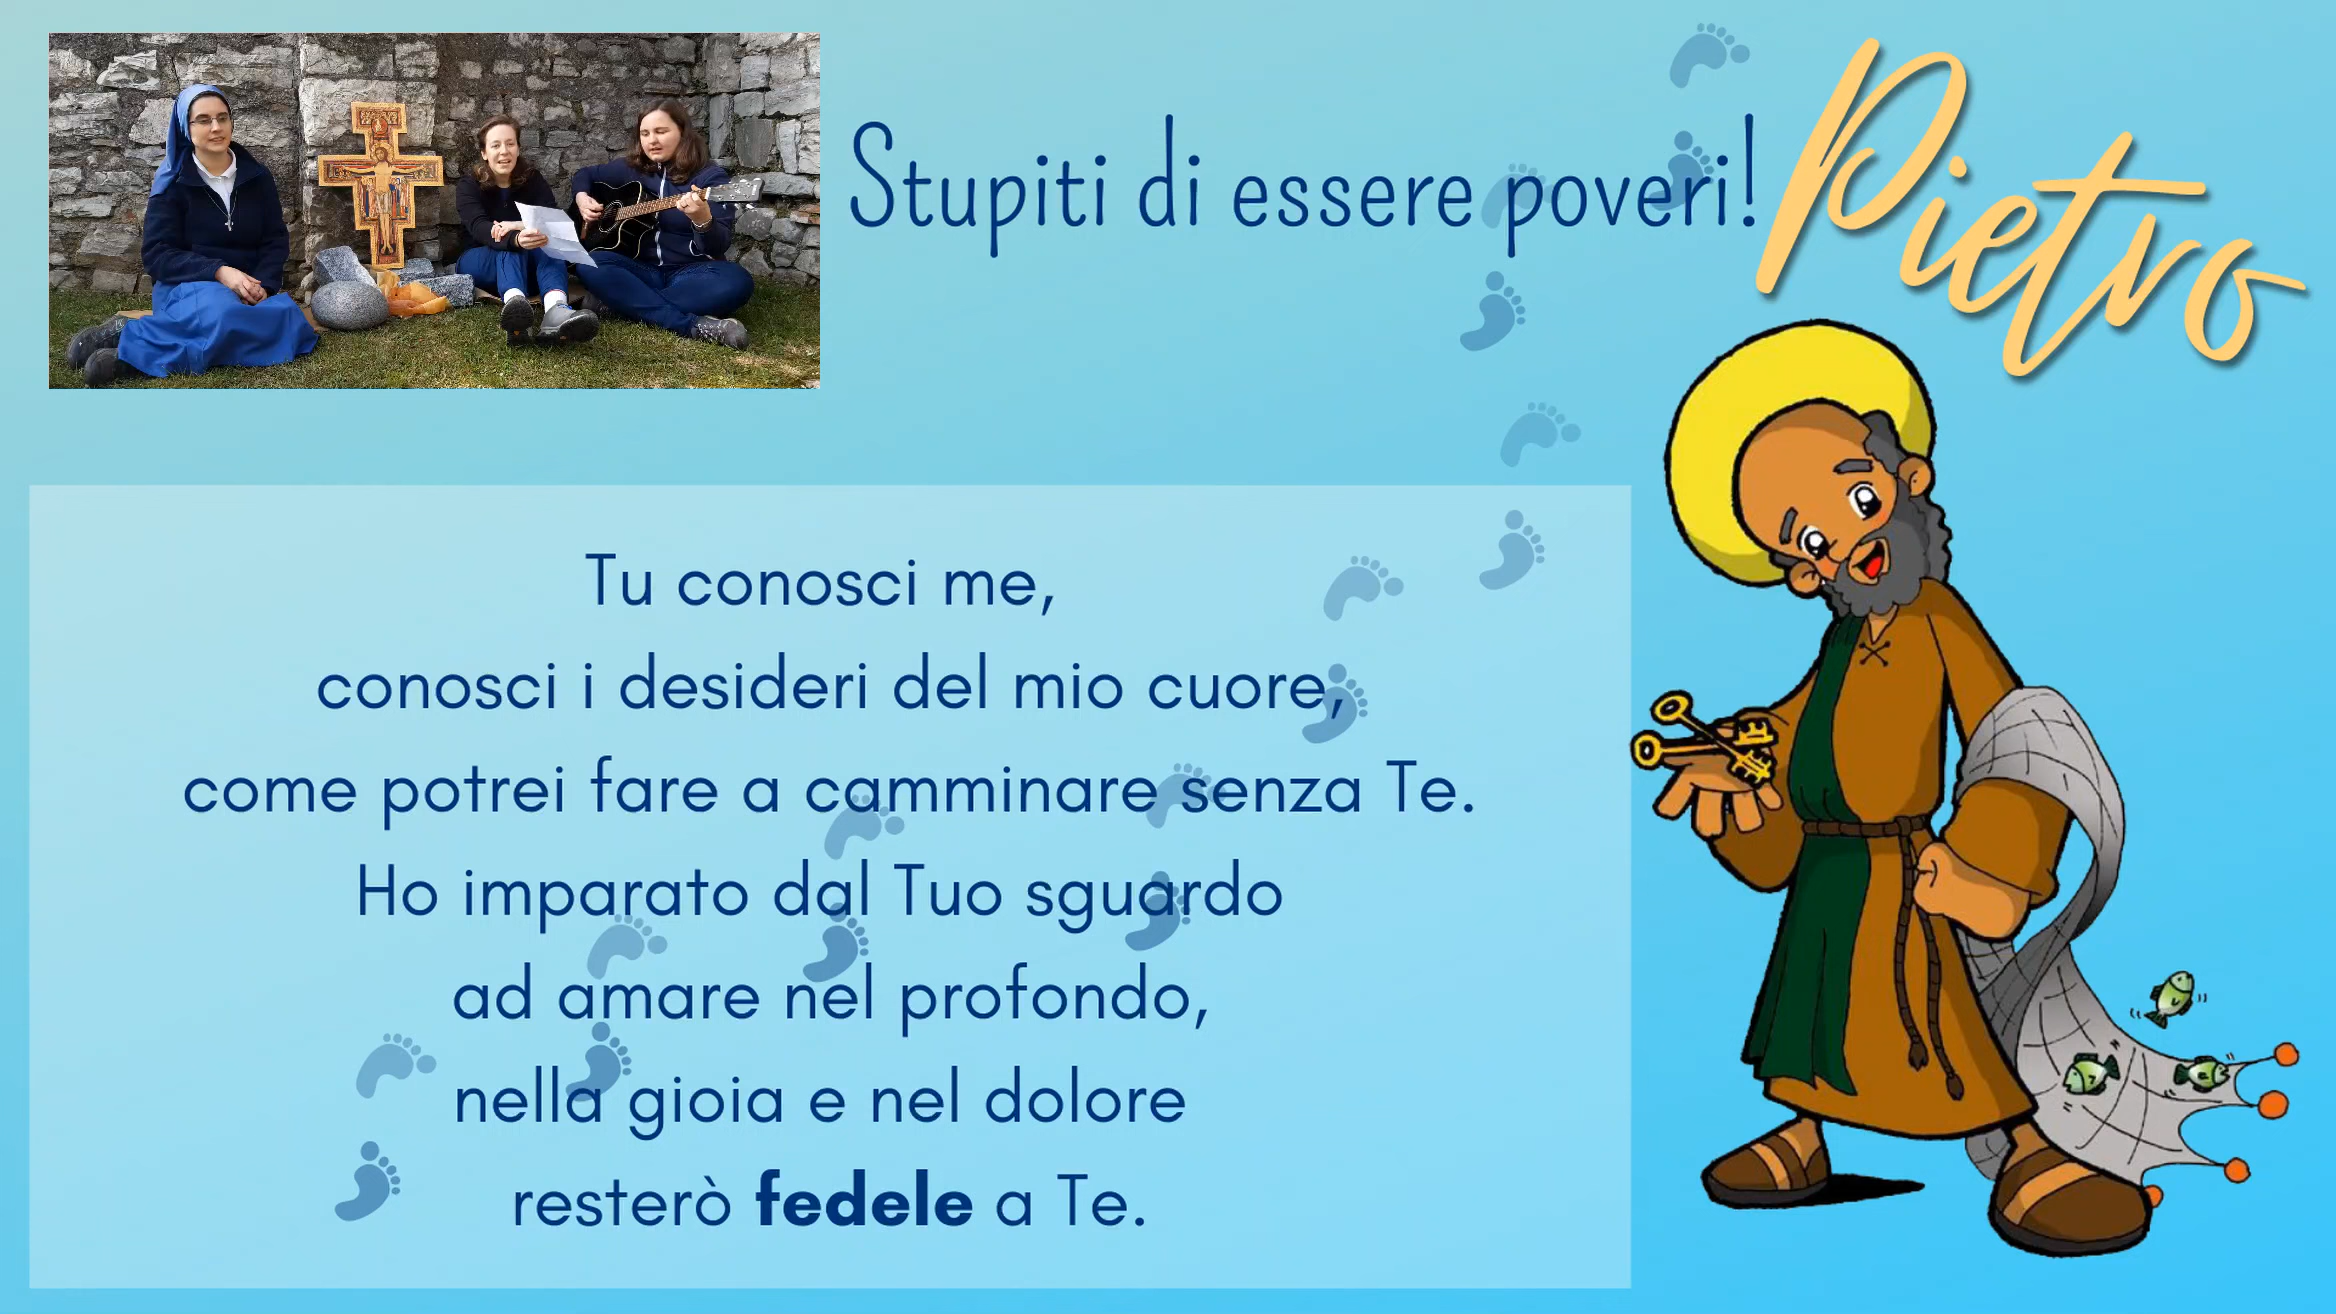 Stupiti di essere poveri!
Pietro
Tu conosci me,
conosci i desideri del mio cuore,
come potrei fare a camminare senza Te.
Ho imparato dal Tuo sguardo
ad amare nel profondo,
nella gioia e nel dolore
resterò fedele a Te.